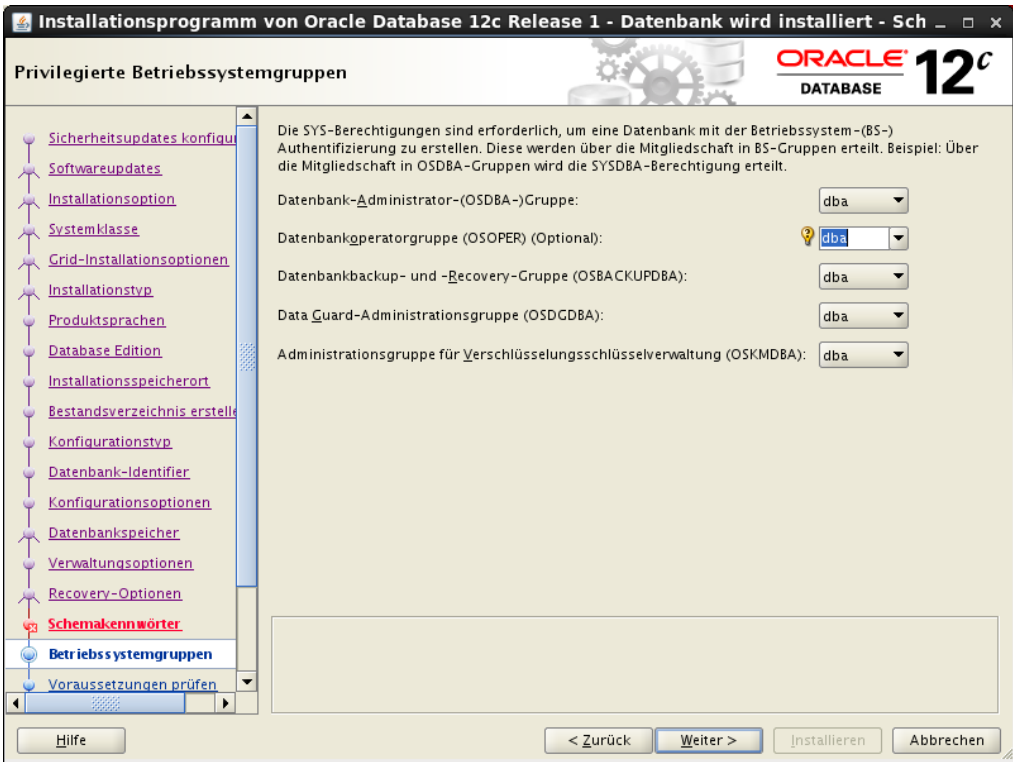 Installationsprogramm von Oracle Database 12c Release 1 - Datenbank wird installiert - Sch
Privilegierte Betriebssystemgruppen
ORACLE
DATABASE
12c
Sicherheitsupdates konfigur
Softwareupdates
Installationsoption
Systemklasse
Grid-Installationsoptionen
Installationstyp
Produktsprachen
Database Edition
Installationsspeicherort
Bestandsverzeichnis erstelle
Konfigurationstyp
Datenbank-Identifier
Konfigurationsoptionen
Datenbankspeicher
Verwaltungsoptionen
Recovery-Optionen
Schemakennwörter
Betriebssystemgruppen
Voraussetzungen prüfen
Die SYS-Berechtigungen sind erforderlich, um eine Datenbank mit der Betriebssystem-(BS-)
Authentifizierung zu erstellen. Diese werden über die Mitgliedschaft in BS-Gruppen erteilt. Beispiel: Über
die Mitgliedschaft in OSDBA-Gruppen wird die SYSDBA-Berechtigung erteilt.
Datenbank-Administrator-(OSDBA-)Gruppe: dba
Datenbankoperatorgruppe (OSOPER) (Optional): dba
Datenbankbackup- und -Recovery-Gruppe (OSBACKUPDBA): dba
Data Guard-Administrationsgruppe (OSDGDBA): dba
Administrationsgruppe für Verschlüsselungsschlüsselverwaltung (OSKMDBA): dba
Hilfe
< Zurück
Weiter >
Installieren
Abbrechen